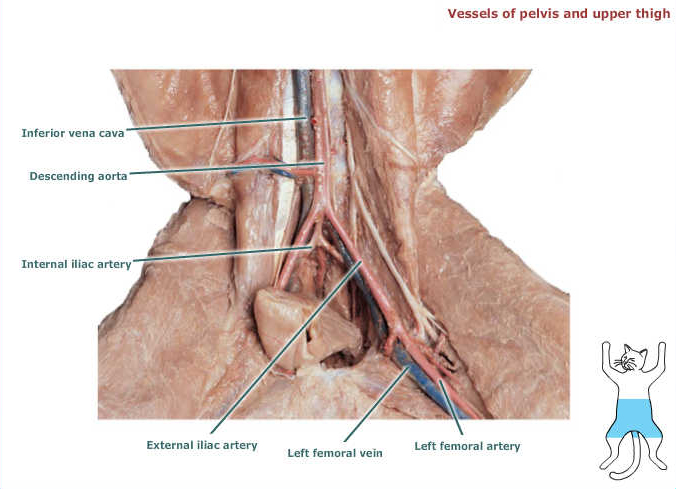 Vessels of pelvis and upper thigh
Inferior vena cava
Descending aorta
Internal iliac artery
External iliac artery
Left femoral vein
Left femoral artery